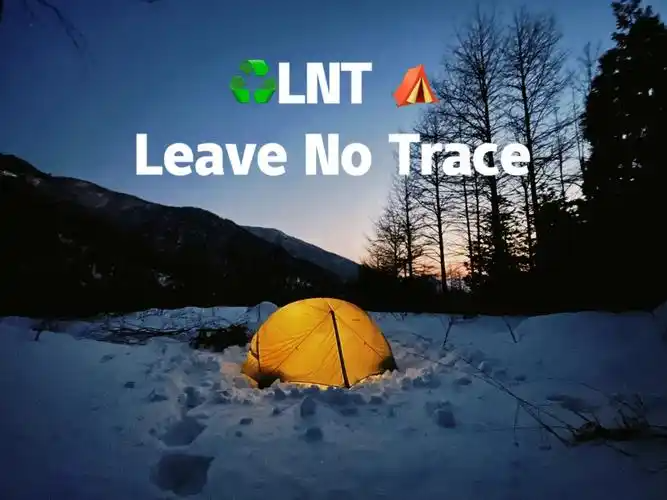 ♻️LNT ⛺
Leave No Trace